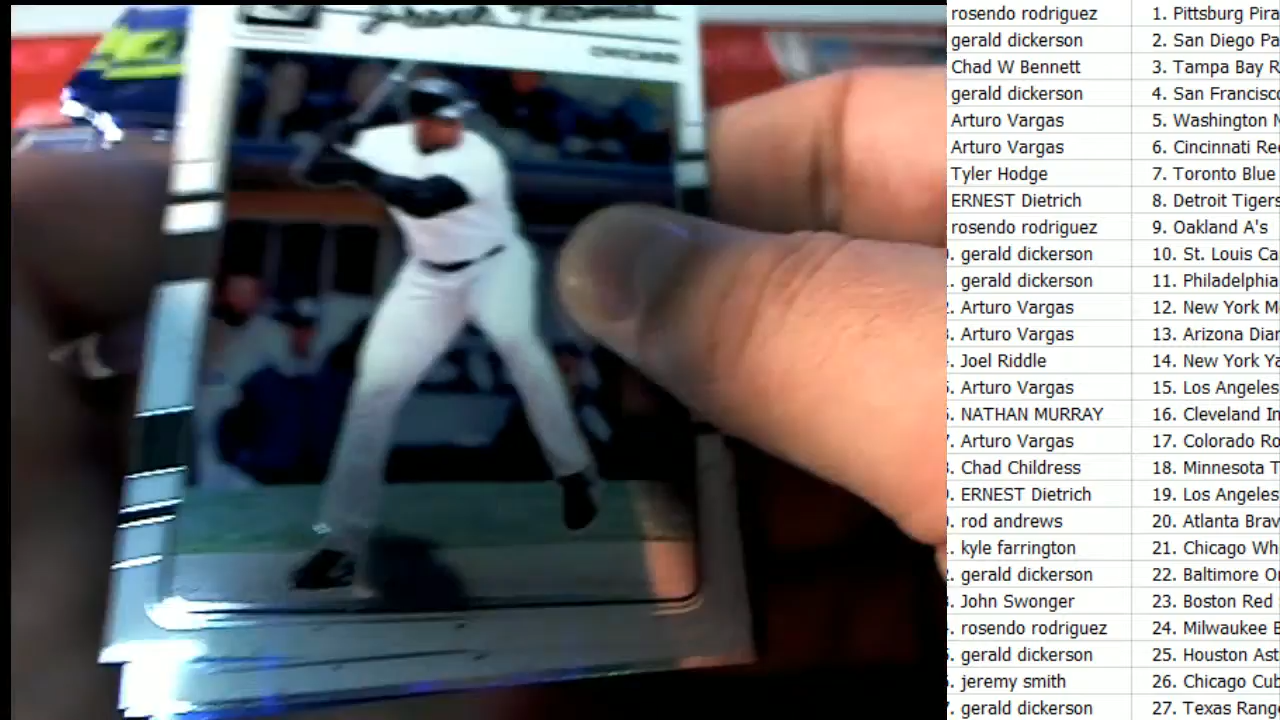 Frank Thomas
CHICAGO
rosendo rodriguez 1. Pittsburg Pira
gerald dickerson 2. San Diego Pa
Chad W Bennett 3. Tampa Bay R
gerald dickerson 4. San Francisco
Arturo Vargas 5. Washington N
Arturo Vargas 6. Cincinnati Re
Tyler Hodge 7. Toronto Blue
ERNEST Dietrich 8. Detroit Tigers
rosendo rodriguez 9. Oakland A's
. gerald dickerson 10. St. Louis Ca
. gerald dickerson 11. Philadelphia
. Arturo Vargas 12. New York M
. Arturo Vargas 13. Arizona Diar
. Joel Riddle 14. New York Ya
. Arturo Vargas 15. Los Angeles
. NATHAN MURRAY 16. Cleveland In
. Arturo Vargas 17. Colorado Ro
. Chad Childress 18. Minnesota T
. ERNEST Dietrich 19. Los Angeles
. rod andrews 20. Atlanta Brav
. kyle farrington 21. Chicago Wh
. gerald dickerson 22. Baltimore O
. John Swonger 23. Boston Red
. rosendo rodriguez 24. Milwaukee B
. gerald dickerson 25. Houston Ast
. jeremy smith 26. Chicago Cub
. gerald dickerson 27. Texas Rang